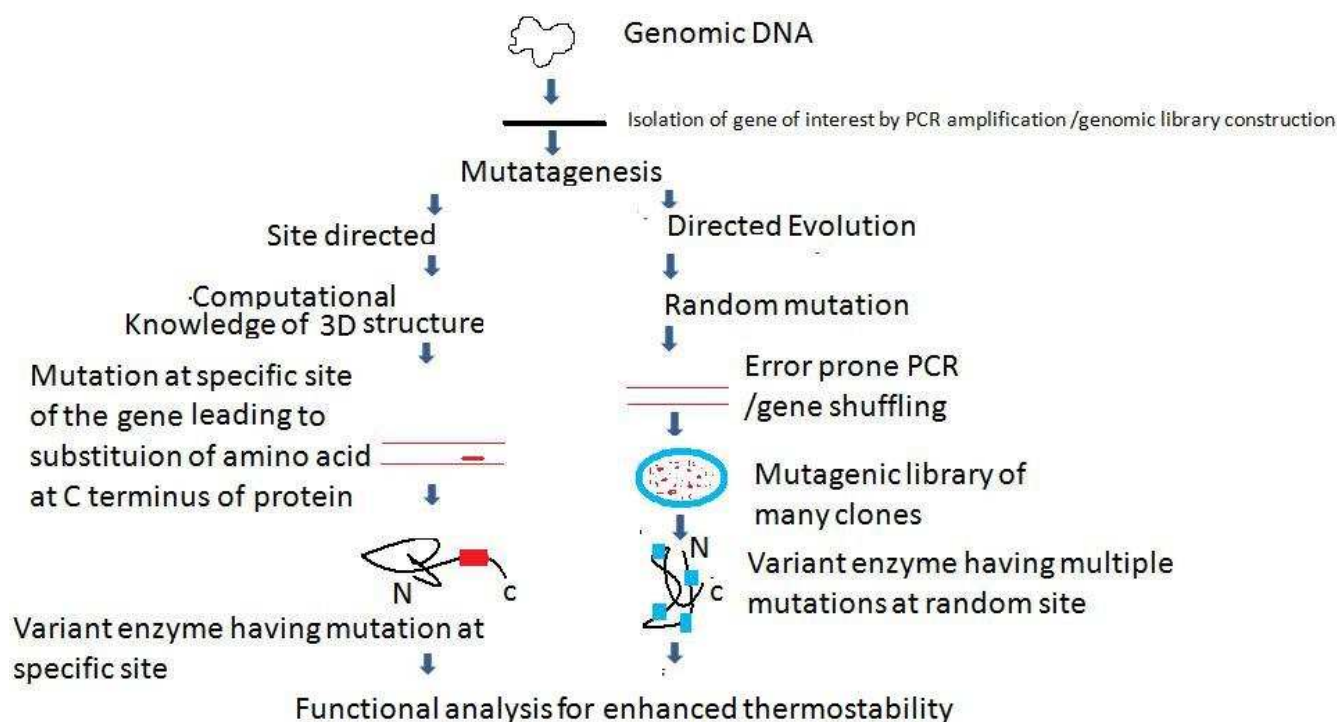 Genomic DNA
Isolation of gene of interest by PCR amplification /genomic library construction
Mutatagenesis
Site directed
Directed Evolution
Computational
Knowledge of 3D structure
Random mutation
Mutation at specific site
of the gene leading to
substituion of amino acid
at C terminus of protein
Error prone PCR
/gene shuffling
Mutagenic library of
many clones
N
c
N
c
Variant enzyme having multiple
mutations at random site
Variant enzyme having mutation at
specific site
Functional analysis for enhanced thermostability